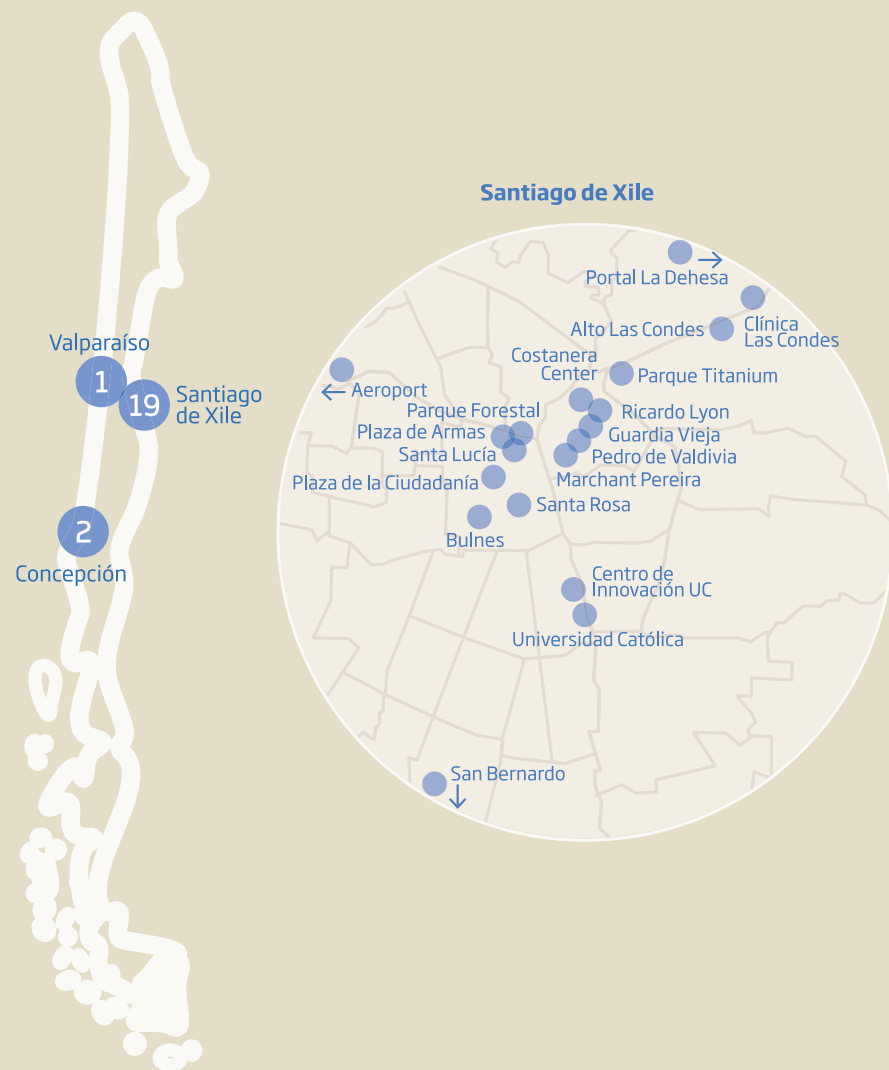 Santiago de Xile
Valparaíso
1
19
Santiago
de Xile
2
Concepción
Portal La Dehesa
→
Clínica
Las Condes
Alto Las Condes
Costanera
Center
Parque Titanium
← Aeroport
Parque Forestal
Ricardo Lyon
Plaza de Armas
Guardia Vieja
Santa Lucía
Pedro de Valdivia
Plaza de la Ciudadanía
Marchant Pereira
Santa Rosa
Bulnes
Centro de
Innovación UC
Universidad Católica
San Bernardo
↓